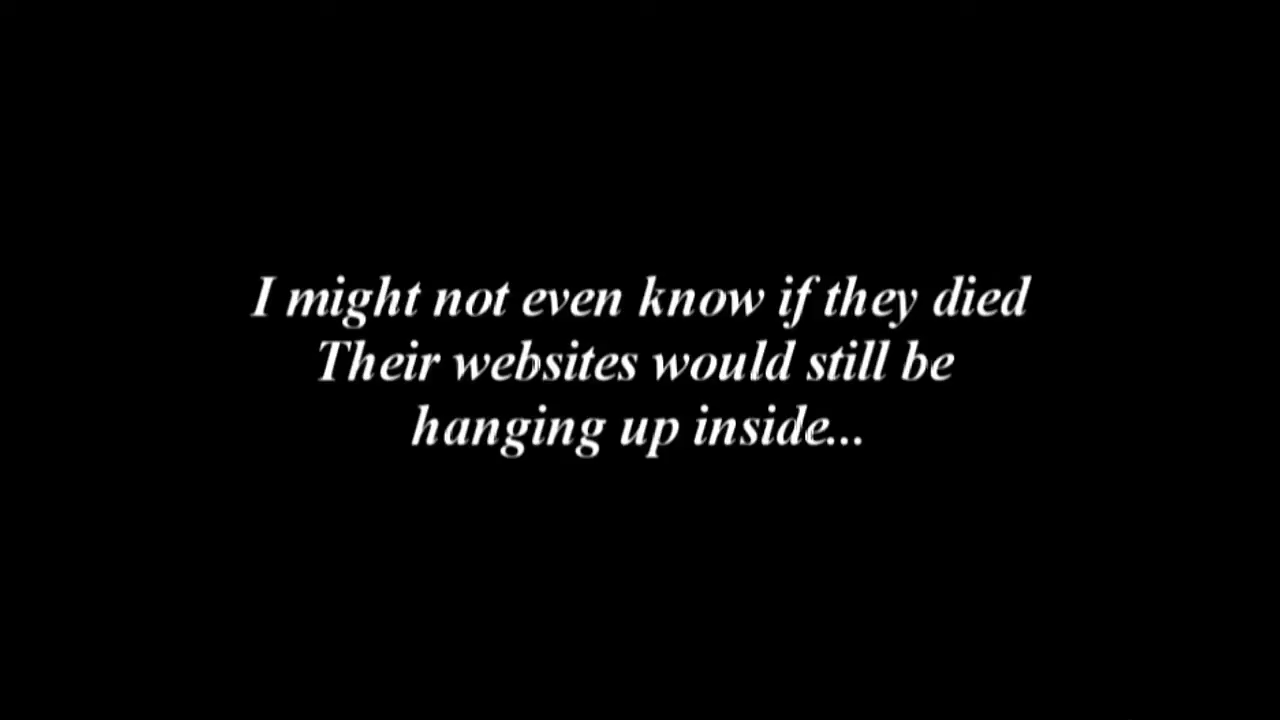 I might not even know if they died
Their websites would still be
hanging up inside...